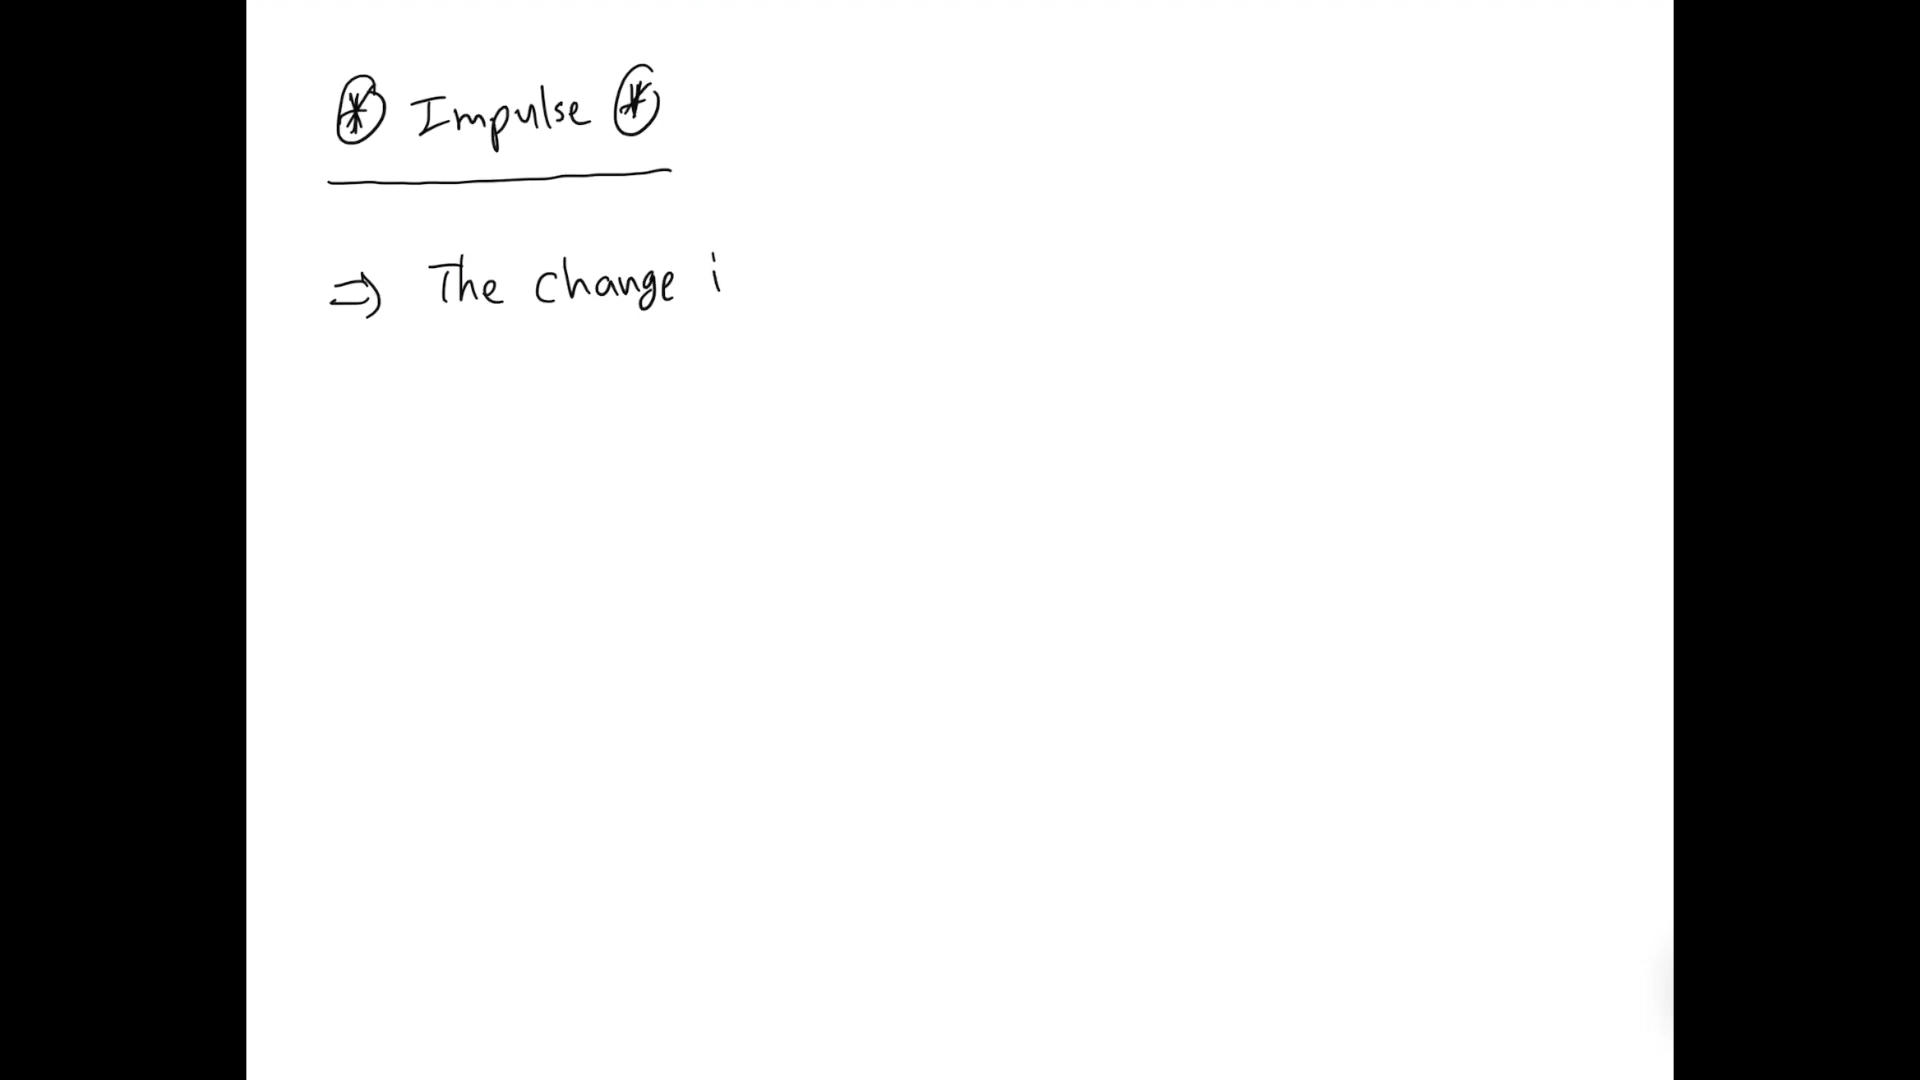 ⊛ Impulse ⊛
⇒ The change i